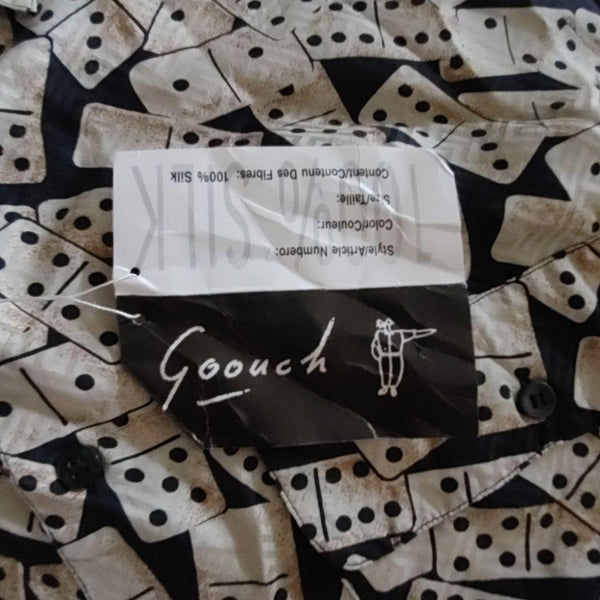 Style/Article Numbero:
Color/Couleur:
Size/Taille:
Content/Contenu Des Fibres: 100% Silk
100% SILK
Goouch